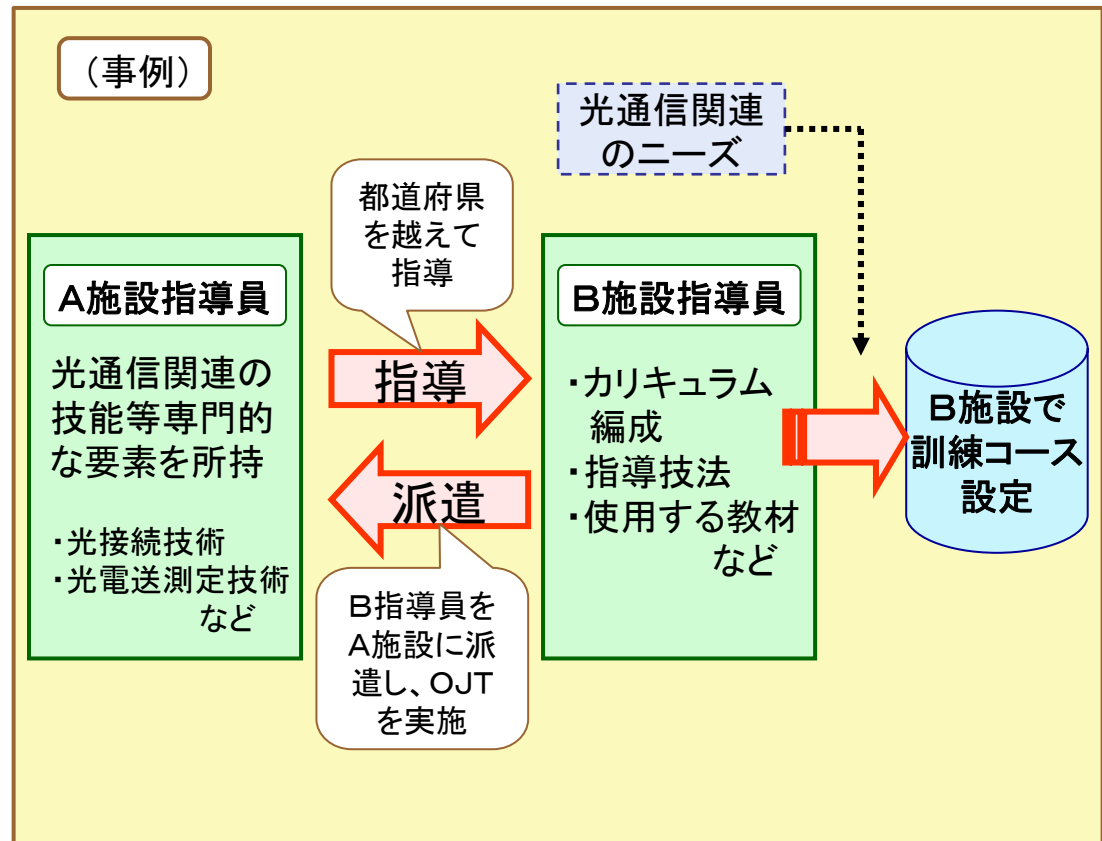 （事例）
光通信関連
のニーズ
都道府県
を越えて
指導
Ａ施設指導員
光通信関連の
技能等専門的
な要素を所持
・光接続技術
・光電送測定技術
など
指導
派遣
Ｂ指導員を
Ａ施設に派
遣し、ＯＪＴ
を実施
Ｂ施設指導員
・カリキュラム
編成
・指導技法
・使用する教材
など
Ｂ施設で
訓練コース
設定